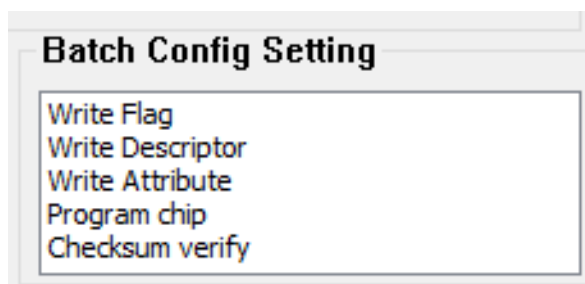 Batch Config Setting
Write Flag
Write Descriptor
Write Attribute
Program chip
Checksum verify